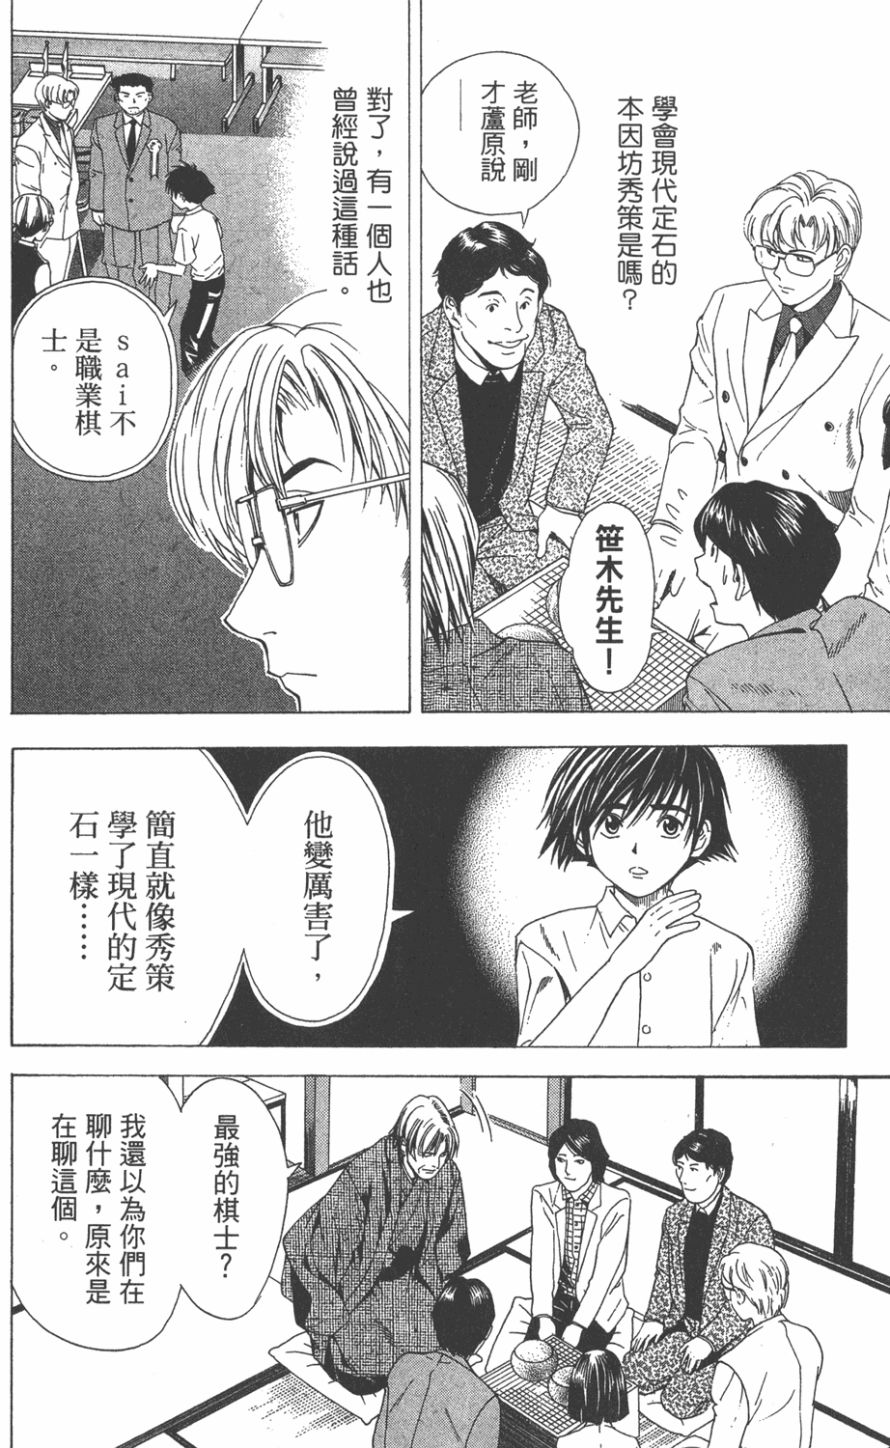 學會現代定石的
本因坊秀策是嗎？
老師，剛
才蘆原說
——
笹木先生！
對了，有一個人也
曾經說過這種話。
sai不
是職業棋
士。
他變厲害了，
簡直就像秀策
學了現代的定
石一樣……
最強的棋士？
我還以為你們在
聊什麼，原來是
在聊這個。